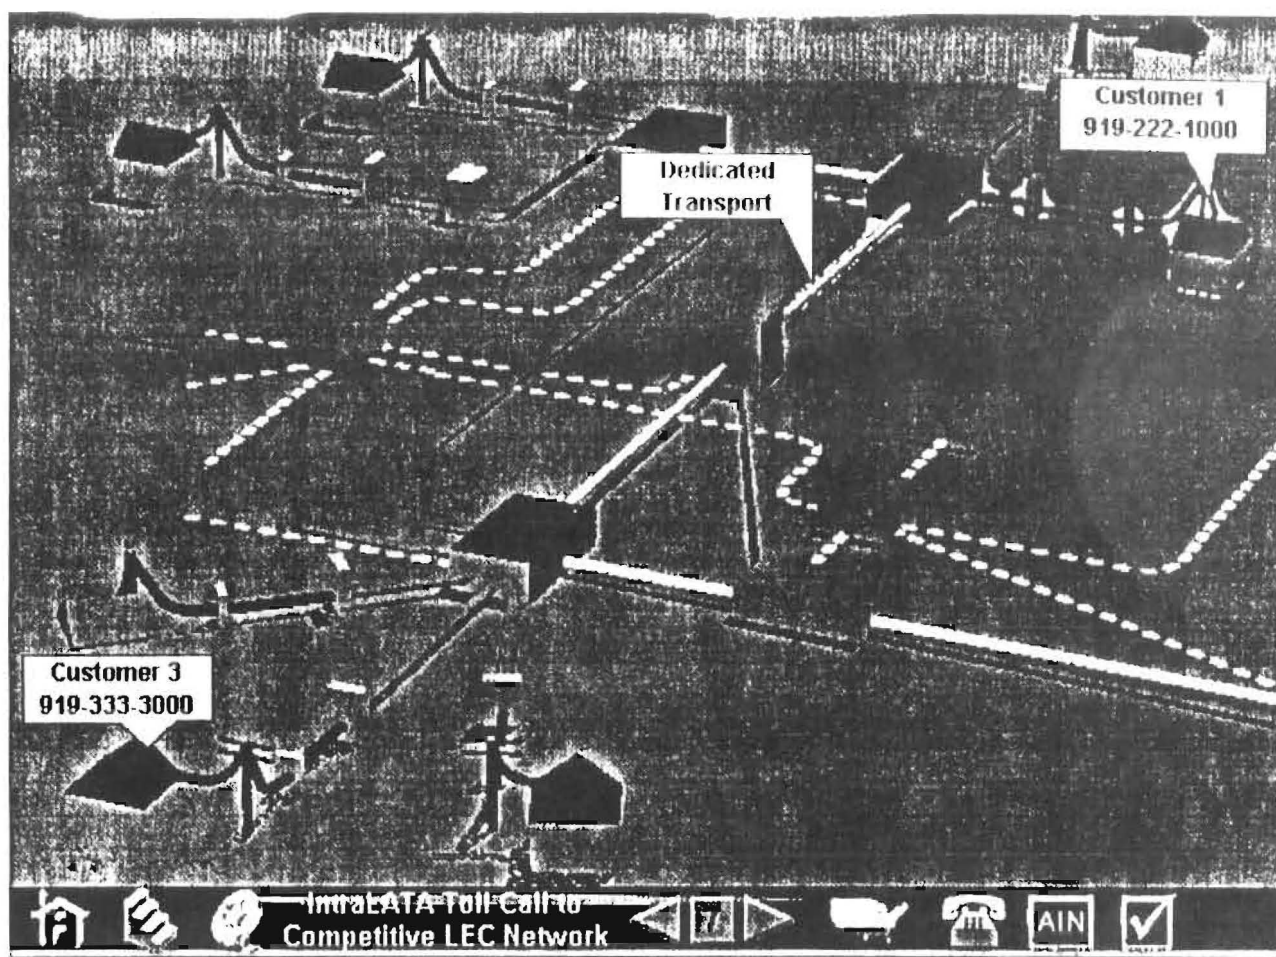 Customer 1
919-222-1000
Dedicated
Transport
Customer 3
919-333-3000
IntraLATA Toll Call to
Competitive LEC Network
7
AIN